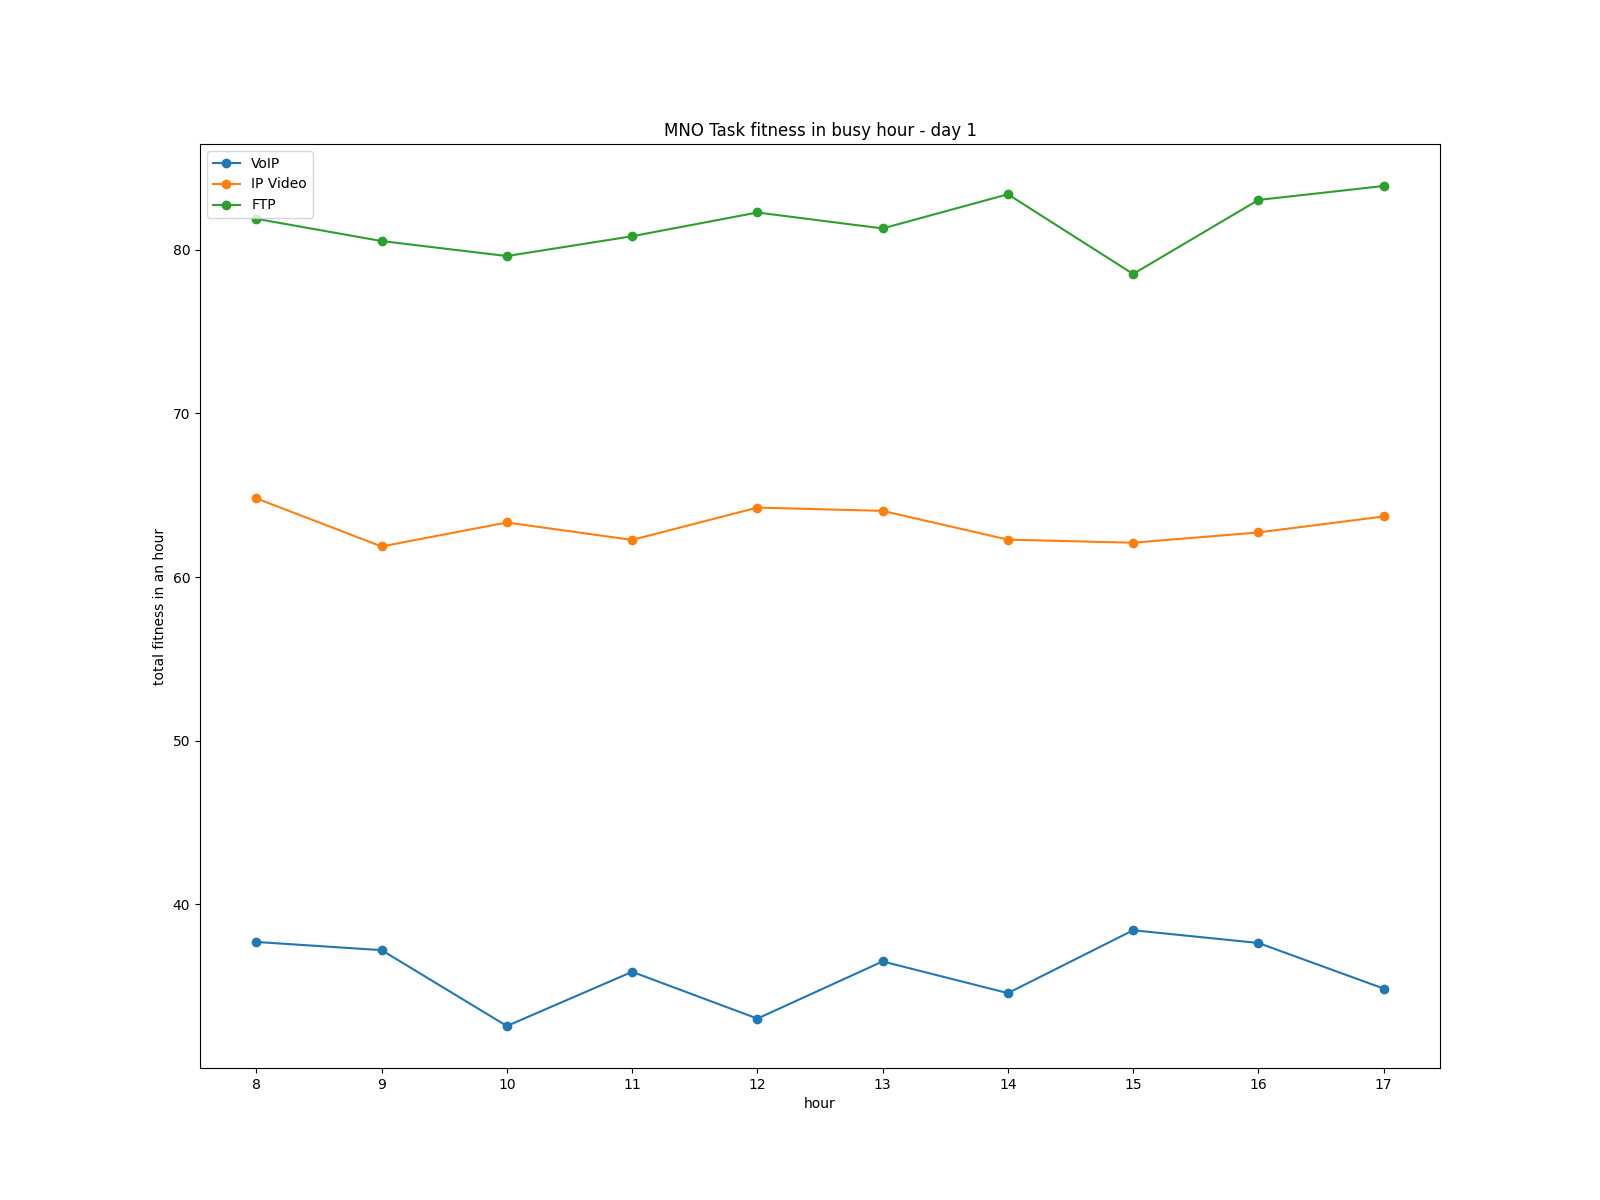 MNO Task fitness in busy hour - day 1
VoIP
IP Video
FTP
80
70
60
50
40
total fitness in an hour
8 9 10 11 12 13 14 15 16 17
hour